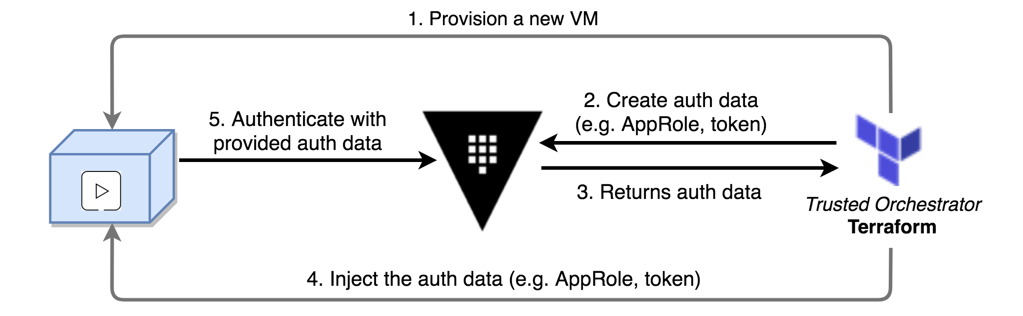 1. Provision a new VM
5. Authenticate with
provided auth data
2. Create auth data
(e.g. AppRole, token)
3. Returns auth data
Trusted Orchestrator
Terraform
4. Inject the auth data (e.g. AppRole, token)